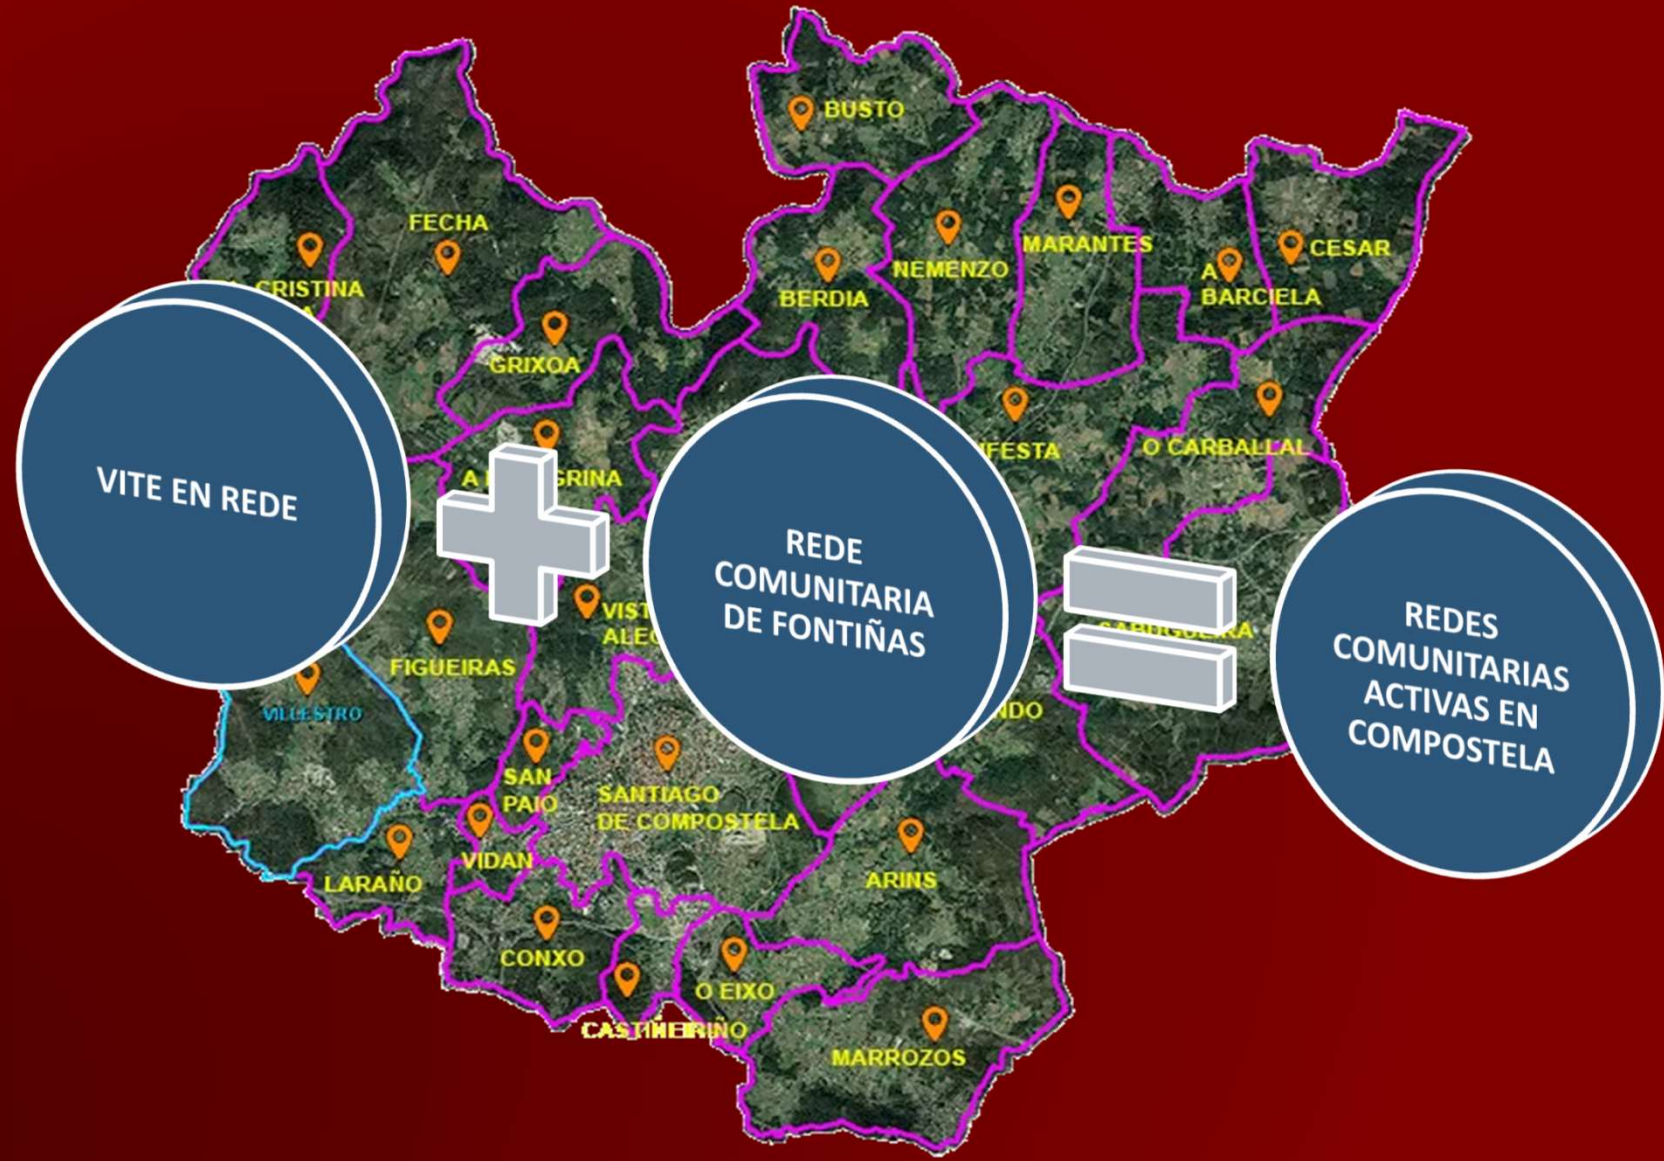 BUSTO
FECHA
MARANTES
CESAR
NEMENZO
A
BARCIELA
CRISTINA
BERDIA
GRIXOA
O CARBALLAL
VITE EN REDE
REDE
COMUNITARIA
DE FONTIÑAS
REDES
COMUNITARIAS
ACTIVAS EN
COMPOSTELA
FIGUEIRAS
VILLESTRO
SAN
PAIO
SANTIAGO
DE COMPOSTELA
VIDAN
LARAÑO
ARINS
CONXO
O EIXO
MARROZOS